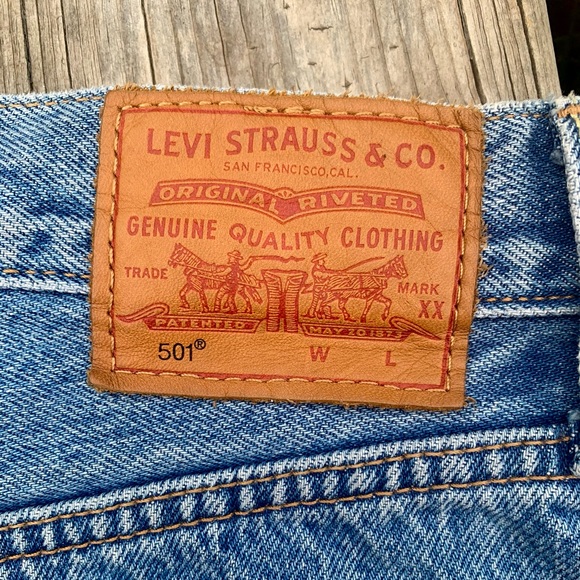 LEVI STRAUSS & CO.
SAN FRANCISCO, CAL.
ORIGINAL RIVETED
GENUINE QUALITY CLOTHING
TRADE MARK
XX
PATENTED MAY 20 1873
501® W L